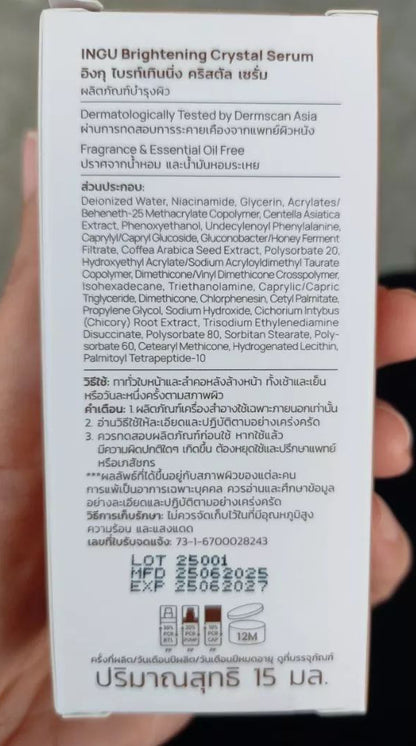 INGU Brightening Crystal Serum
อิงกุ ไบรท์เทินนิ่ง คริสตัล เซรั่ม
ผลิตภัณฑ์บำรุงผิว
Dermatologically Tested by Dermscan Asia
ผ่านการทดสอบการระคายเคืองจากแพทย์ผิวหนัง
Fragrance & Essential Oil Free
ปราศจากน้ำหอม และน้ำมันหอมระเหย
ส่วนประกอบ:
Deionized Water, Niacinamide, Glycerin, Acrylates/
Beheneth-25 Methacrylate Copolymer, Centella Asiatica
Extract, Phenoxyethanol, Undecylenoyl Phenylalanine,
Caprylyl/Capryl Glucoside, Gluconobacter/Honey Ferment
Filtrate, Coffea Arabica Seed Extract, Polysorbate 20,
Hydroxyethyl Acrylate/Sodium Acryloyldimethyl Taurate
Copolymer, Dimethicone/Vinyl Dimethicone Crosspolymer,
Isohexadecane, Triethanolamine, Caprylic/Capric
Triglyceride, Dimethicone, Chlorphenesin, Cetyl Palmitate,
Propylene Glycol, Sodium Hydroxide, Cichorium Intybus
(Chicory) Root Extract, Trisodium Ethylenediamine
Disuccinate, Polysorbate 80, Sorbitan Stearate, Poly-
sorbate 60, Cetearyl Methicone, Hydrogenated Lecithin,
Palmitoyl Tetrapeptide-10
วิธีใช้: ทาทั่วใบหน้าและลำคอหลังล้างหน้า ทั้งเช้าและเย็น
หรือวันละหนึ่งครั้งตามสภาพผิว
คำเตือน: 1. ผลิตภัณฑ์เครื่องสำอางใช้เฉพาะภายนอกเท่านั้น
2. อ่านวิธีใช้ให้ละเอียดและปฏิบัติตามอย่างเคร่งครัด
3. ควรทดสอบผลิตภัณฑ์ก่อนใช้ หากใช้แล้ว
มีความผิดปกติใดๆ เกิดขึ้น ต้องหยุดใช้และปรึกษาแพทย์
หรือเภสัชกร
***ผลลัพธ์ที่ได้ขึ้นอยู่กับสภาพผิวของแต่ละคน
การแพ้เป็นอาการเฉพาะบุคคล ควรอ่านและศึกษาข้อมูล
อย่างละเอียดและปฏิบัติตามอย่างเคร่งครัด
วิธีการเก็บรักษา: ไม่ควรจัดเก็บไว้ในที่มีอุณหภูมิสูง
ความร้อน และแสงแดด
เลขที่ใบรับจดแจ้ง: 73-1-6700028243
LOT 25001
MFD 25062025
EXP 25062027
12M
ครั้งที่ผลิต/วันเดือนปีผลิต/วันเดือนปีหมดอายุ ดูที่บรรจุภัณฑ์
ปริมาณสุทธิ 15 มล.